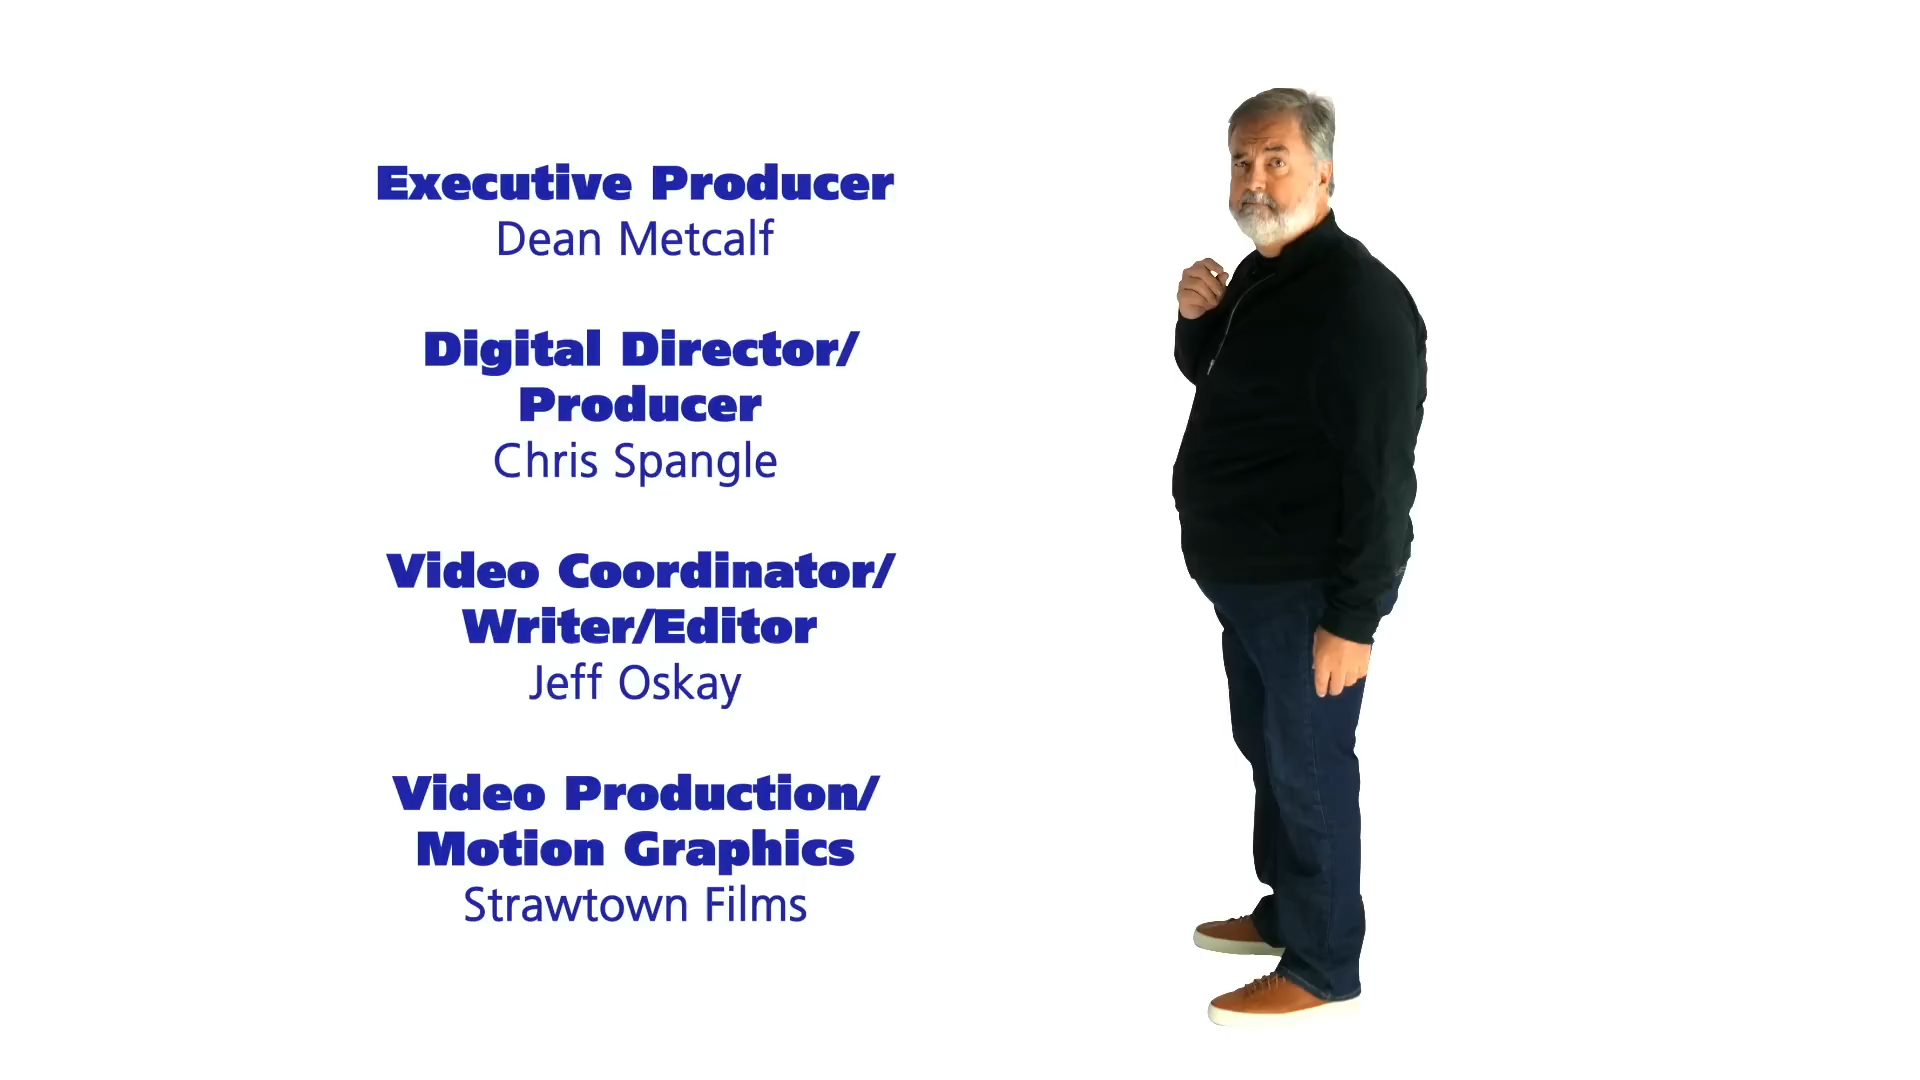 Executive Producer
Dean Metcalf
Digital Director/
Producer
Chris Spangle
Video Coordinator/
Writer/Editor
Jeff Oskay
Video Production/
Motion Graphics
Strawtown Films